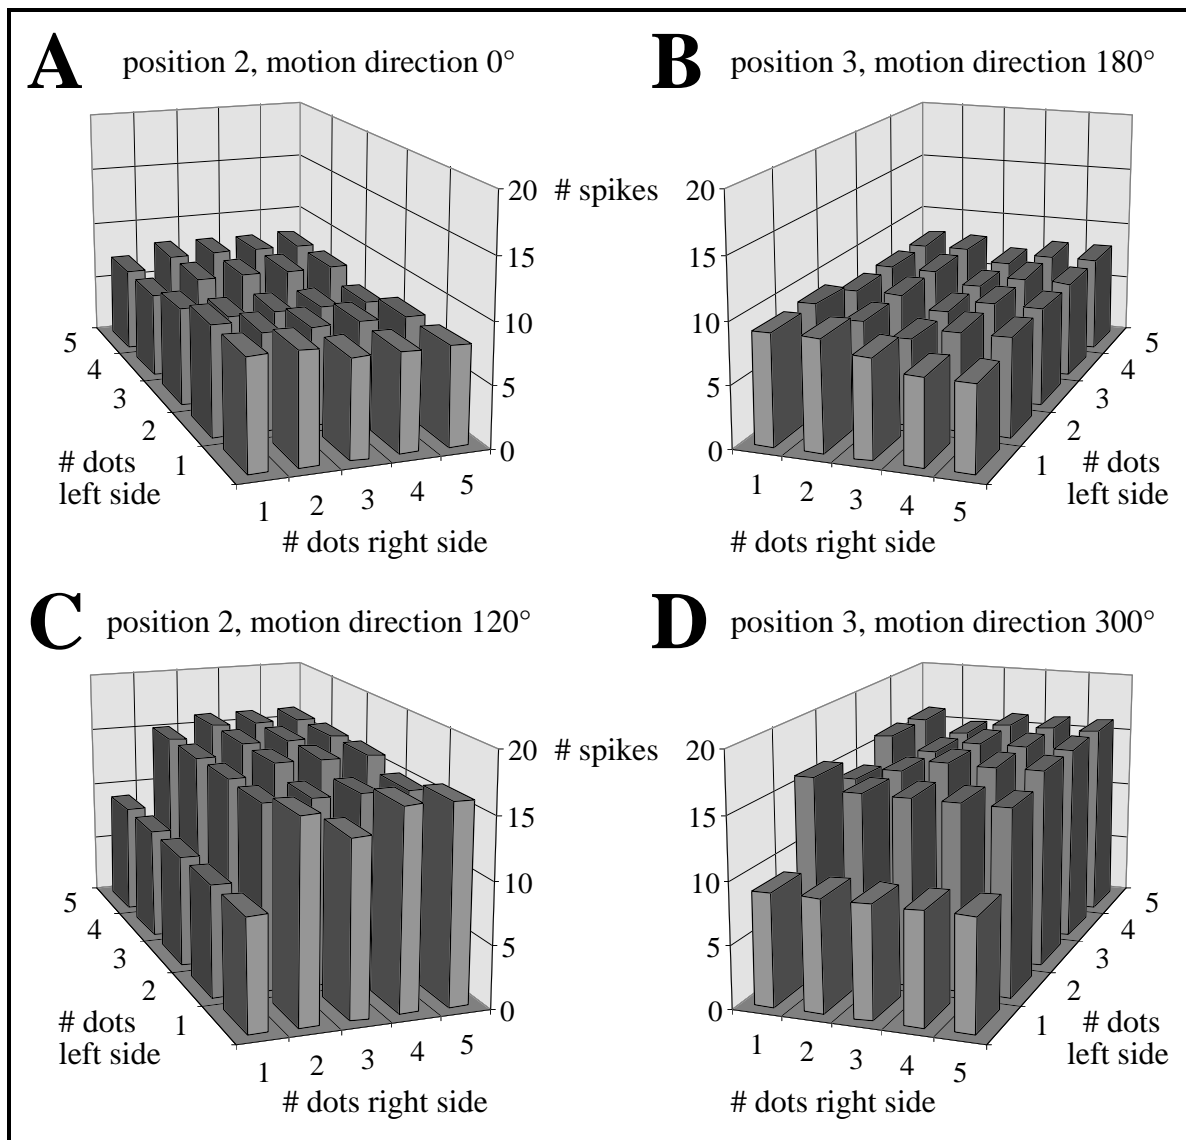 A position 2, motion direction 0°
20 # spikes
15
10
5
0
5
4
3
2
1
# dots
left side
1 2 3 4 5
# dots right side
B position 3, motion direction 180°
20
15
10
5
0
5
4
3
2
1
# dots
left side
1 2 3 4 5
# dots right side
C position 2, motion direction 120°
20 # spikes
15
10
5
0
5
4
3
2
1
# dots
left side
1 2 3 4 5
# dots right side
D position 3, motion direction 300°
20
15
10
5
0
5
4
3
2
1
# dots
left side
1 2 3 4 5
# dots right side